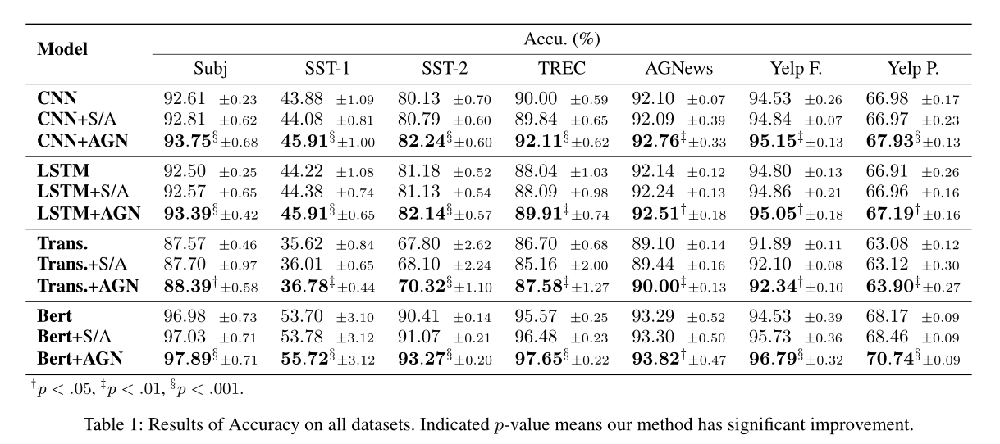 Model Accu. (%)
Subj SST-1 SST-2 TREC AGNews Yelp F. Yelp P.
CNN 92.61 ±0.23 43.88 ±1.09 80.13 ±0.70 90.00 ±0.59 92.10 ±0.07 94.53 ±0.26 66.98 ±0.17
CNN+S/A 92.81 ±0.62 44.08 ±0.81 80.79 ±0.60 89.84 ±0.65 92.09 ±0.39 94.84 ±0.07 66.97 ±0.23
CNN+AGN 93.75§±0.68 45.91§±1.00 82.24§±0.60 92.11§±0.62 92.76‡±0.33 95.15‡±0.13 67.93§±0.13
LSTM 92.50 ±0.25 44.22 ±1.08 81.18 ±0.52 88.04 ±1.03 92.14 ±0.12 94.80 ±0.13 66.91 ±0.26
LSTM+S/A 92.57 ±0.65 44.38 ±0.74 81.13 ±0.54 88.09 ±0.98 92.24 ±0.13 94.86 ±0.21 66.96 ±0.16
LSTM+AGN 93.39§±0.42 45.91§±0.65 82.14§±0.57 89.91‡±0.74 92.51†±0.18 95.05†±0.18 67.19†±0.16
Trans. 87.57 ±0.46 35.62 ±0.84 67.80 ±2.62 86.70 ±0.68 89.10 ±0.14 91.89 ±0.11 63.08 ±0.12
Trans.+S/A 87.70 ±0.97 36.01 ±0.65 68.10 ±2.24 85.16 ±2.00 89.44 ±0.16 92.10 ±0.08 63.12 ±0.30
Trans.+AGN 88.39†±0.58 36.78‡±0.44 70.32§±1.10 87.58‡±1.27 90.00‡±0.13 92.34†±0.10 63.90‡±0.27
Bert 96.98 ±0.73 53.70 ±3.10 90.41 ±0.14 95.57 ±0.25 93.29 ±0.52 94.53 ±0.39 68.17 ±0.09
Bert+S/A 97.03 ±0.71 53.78 ±3.12 91.07 ±0.21 96.48 ±0.23 93.30 ±0.50 95.73 ±0.36 68.46 ±0.09
Bert+AGN 97.89§±0.71 55.72§±3.12 93.27§±0.20 97.65§±0.22 93.82†±0.47 96.79§±0.32 70.74§±0.09
†p < .05, ‡p < .01, §p < .001.
Table 1: Results of Accuracy on all datasets. Indicated p-value means our method has significant improvement.